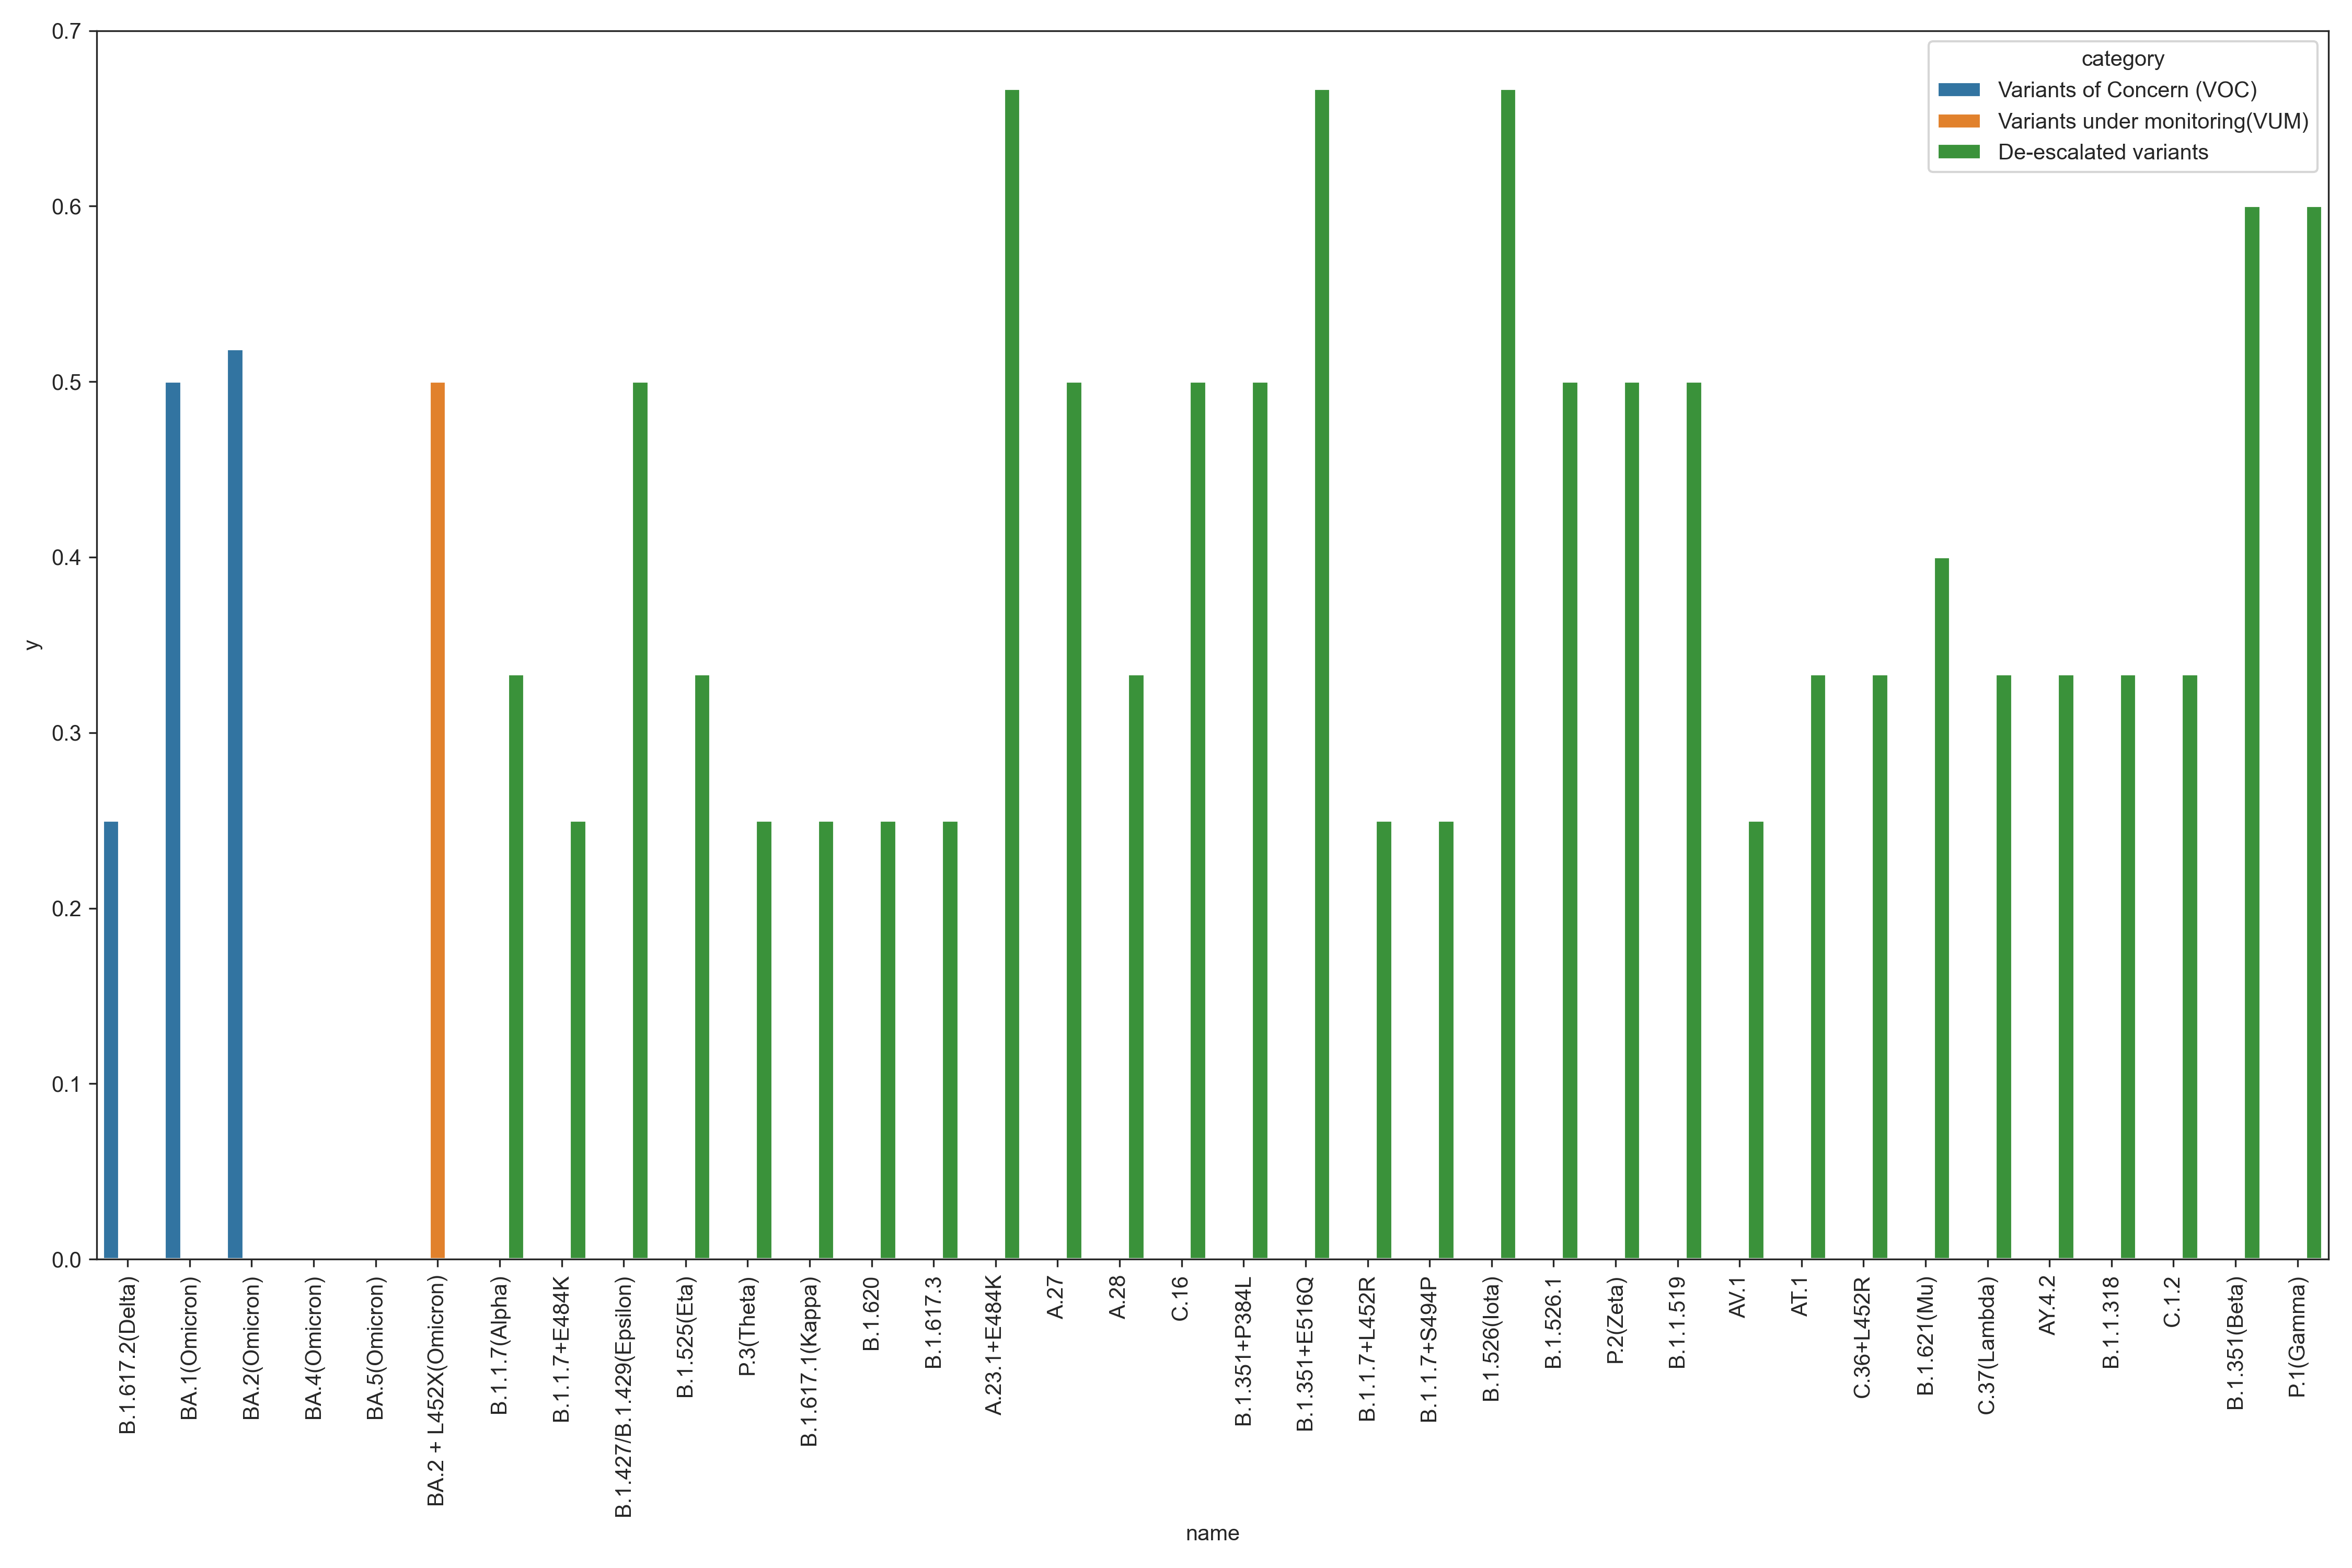 category
Variants of Concern (VOC)
Variants under monitoring(VUM)
De-escalated variants
y
0.7
0.6
0.5
0.4
0.3
0.2
0.1
0.0
B.1.617.2(Delta)
BA.1(Omicron)
BA.2(Omicron)
BA.4(Omicron)
BA.5(Omicron)
BA.2 + L452X(Omicron)
B.1.1.7(Alpha)
B.1.1.7+E484K
B.1.427/B.1.429(Epsilon)
B.1.525(Eta)
P.3(Theta)
B.1.617.1(Kappa)
B.1.620
B.1.617.3
A.23.1+E484K
A.27
A.28
C.16
B.1.351+P384L
B.1.351+E516Q
B.1.1.7+L452R
B.1.1.7+S494P
B.1.526(Iota)
B.1.526.1
P.2(Zeta)
B.1.1.519
AV.1
AT.1
C.36+L452R
B.1.621(Mu)
C.37(Lambda)
AY.4.2
B.1.1.318
C.1.2
B.1.351(Beta)
P.1(Gamma)
name